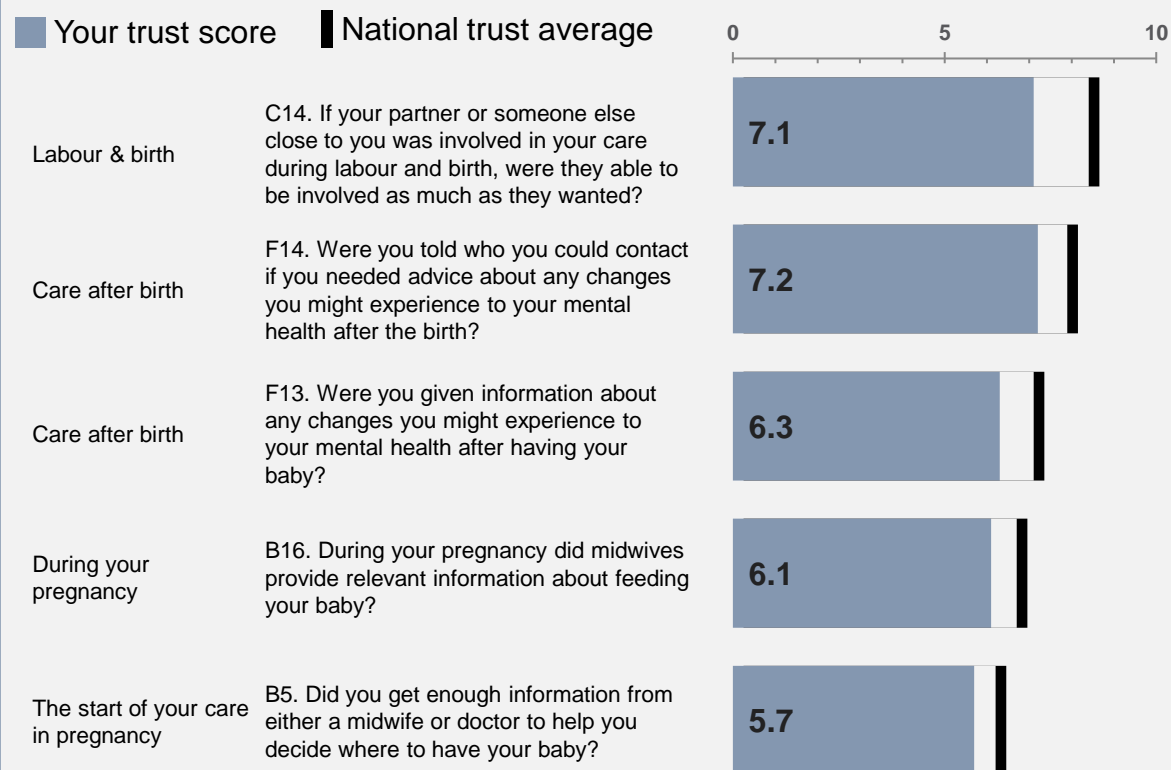 Your trust score
National trust average
0
5
10
Labour & birth
C14. If your partner or someone else
close to you was involved in your care
during labour and birth, were they able to
be involved as much as they wanted?
7.1
Care after birth
F14. Were you told who you could contact
if you needed advice about any changes
you might experience to your mental
health after the birth?
7.2
Care after birth
F13. Were you given information about
any changes you might experience to
your mental health after having your
baby?
6.3
During your
pregnancy
B16. During your pregnancy did midwives
provide relevant information about feeding
your baby?
6.1
The start of your care
in pregnancy
B5. Did you get enough information from
either a midwife or doctor to help you
decide where to have your baby?
5.7